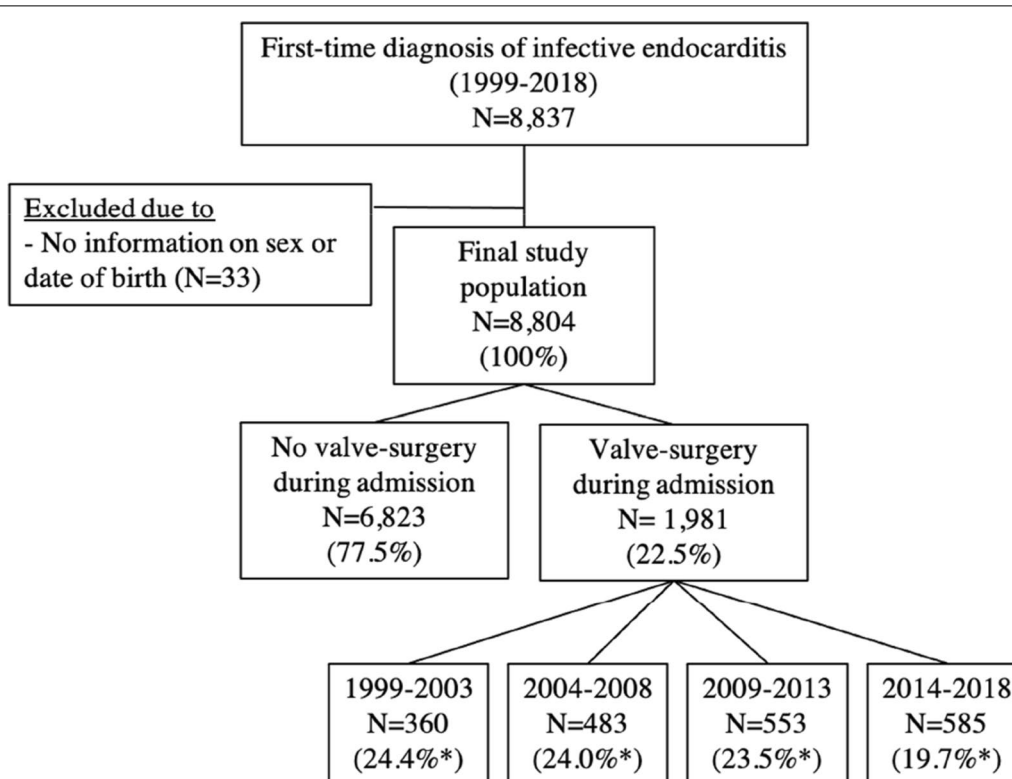 First-time diagnosis of infective endocarditis
(1999-2018)
N=8,837
Excluded due to
- No information on sex or
date of birth (N=33)
Final study
population
N=8,804
(100%)
No valve-surgery
during admission
N=6,823
(77.5%)
Valve-surgery
during admission
N= 1,981
(22.5%)
1999-2003
N=360
(24.4%*)
2004-2008
N=483
(24.0%*)
2009-2013
N=553
(23.5%*)
2014-2018
N=585
(19.7%*)